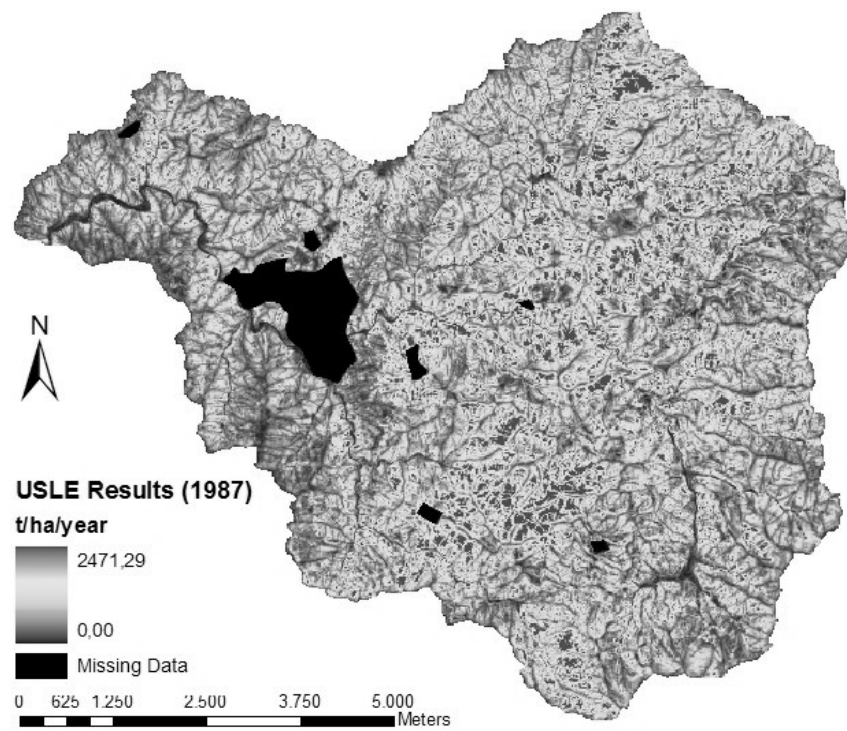 N
USLE Results (1987)
t/ha/year
2471,29
0,00
Missing Data
0 625 1.250 2.500 3.750 5.000
Meters